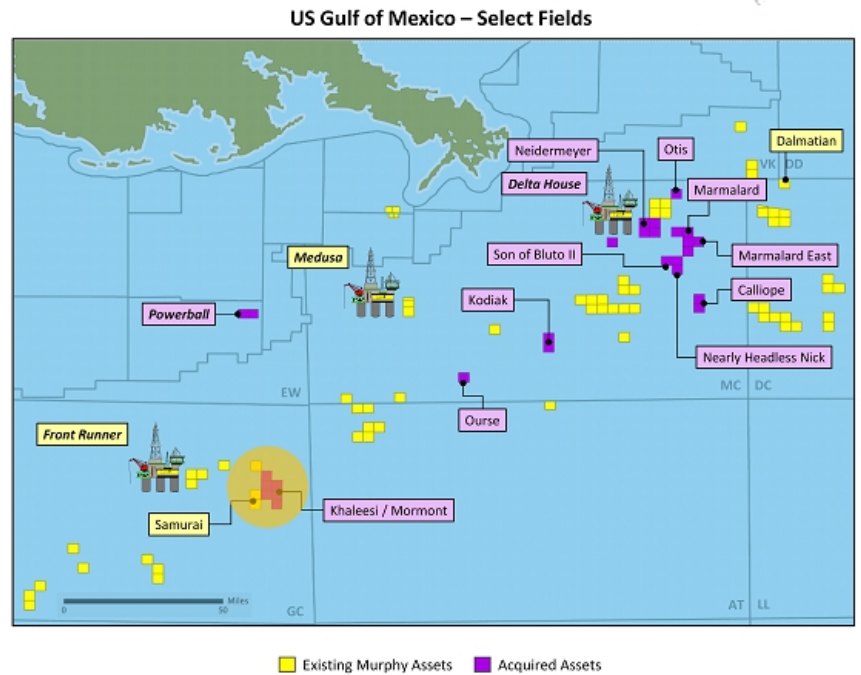 US Gulf of Mexico – Select Fields
Neidermeyer
Otis
Dalmatian
VK
DD
Delta House
Marmalard
Son of Bluto II
Marmalard East
Medusa
Calliope
Kodiak
Powerball
Nearly Headless Nick
EW
MC
DC
Ourse
Front Runner
Khaleesi / Mormont
Samurai
Miles
0
50
GC
AT
LL
Existing Murphy Assets
Acquired Assets